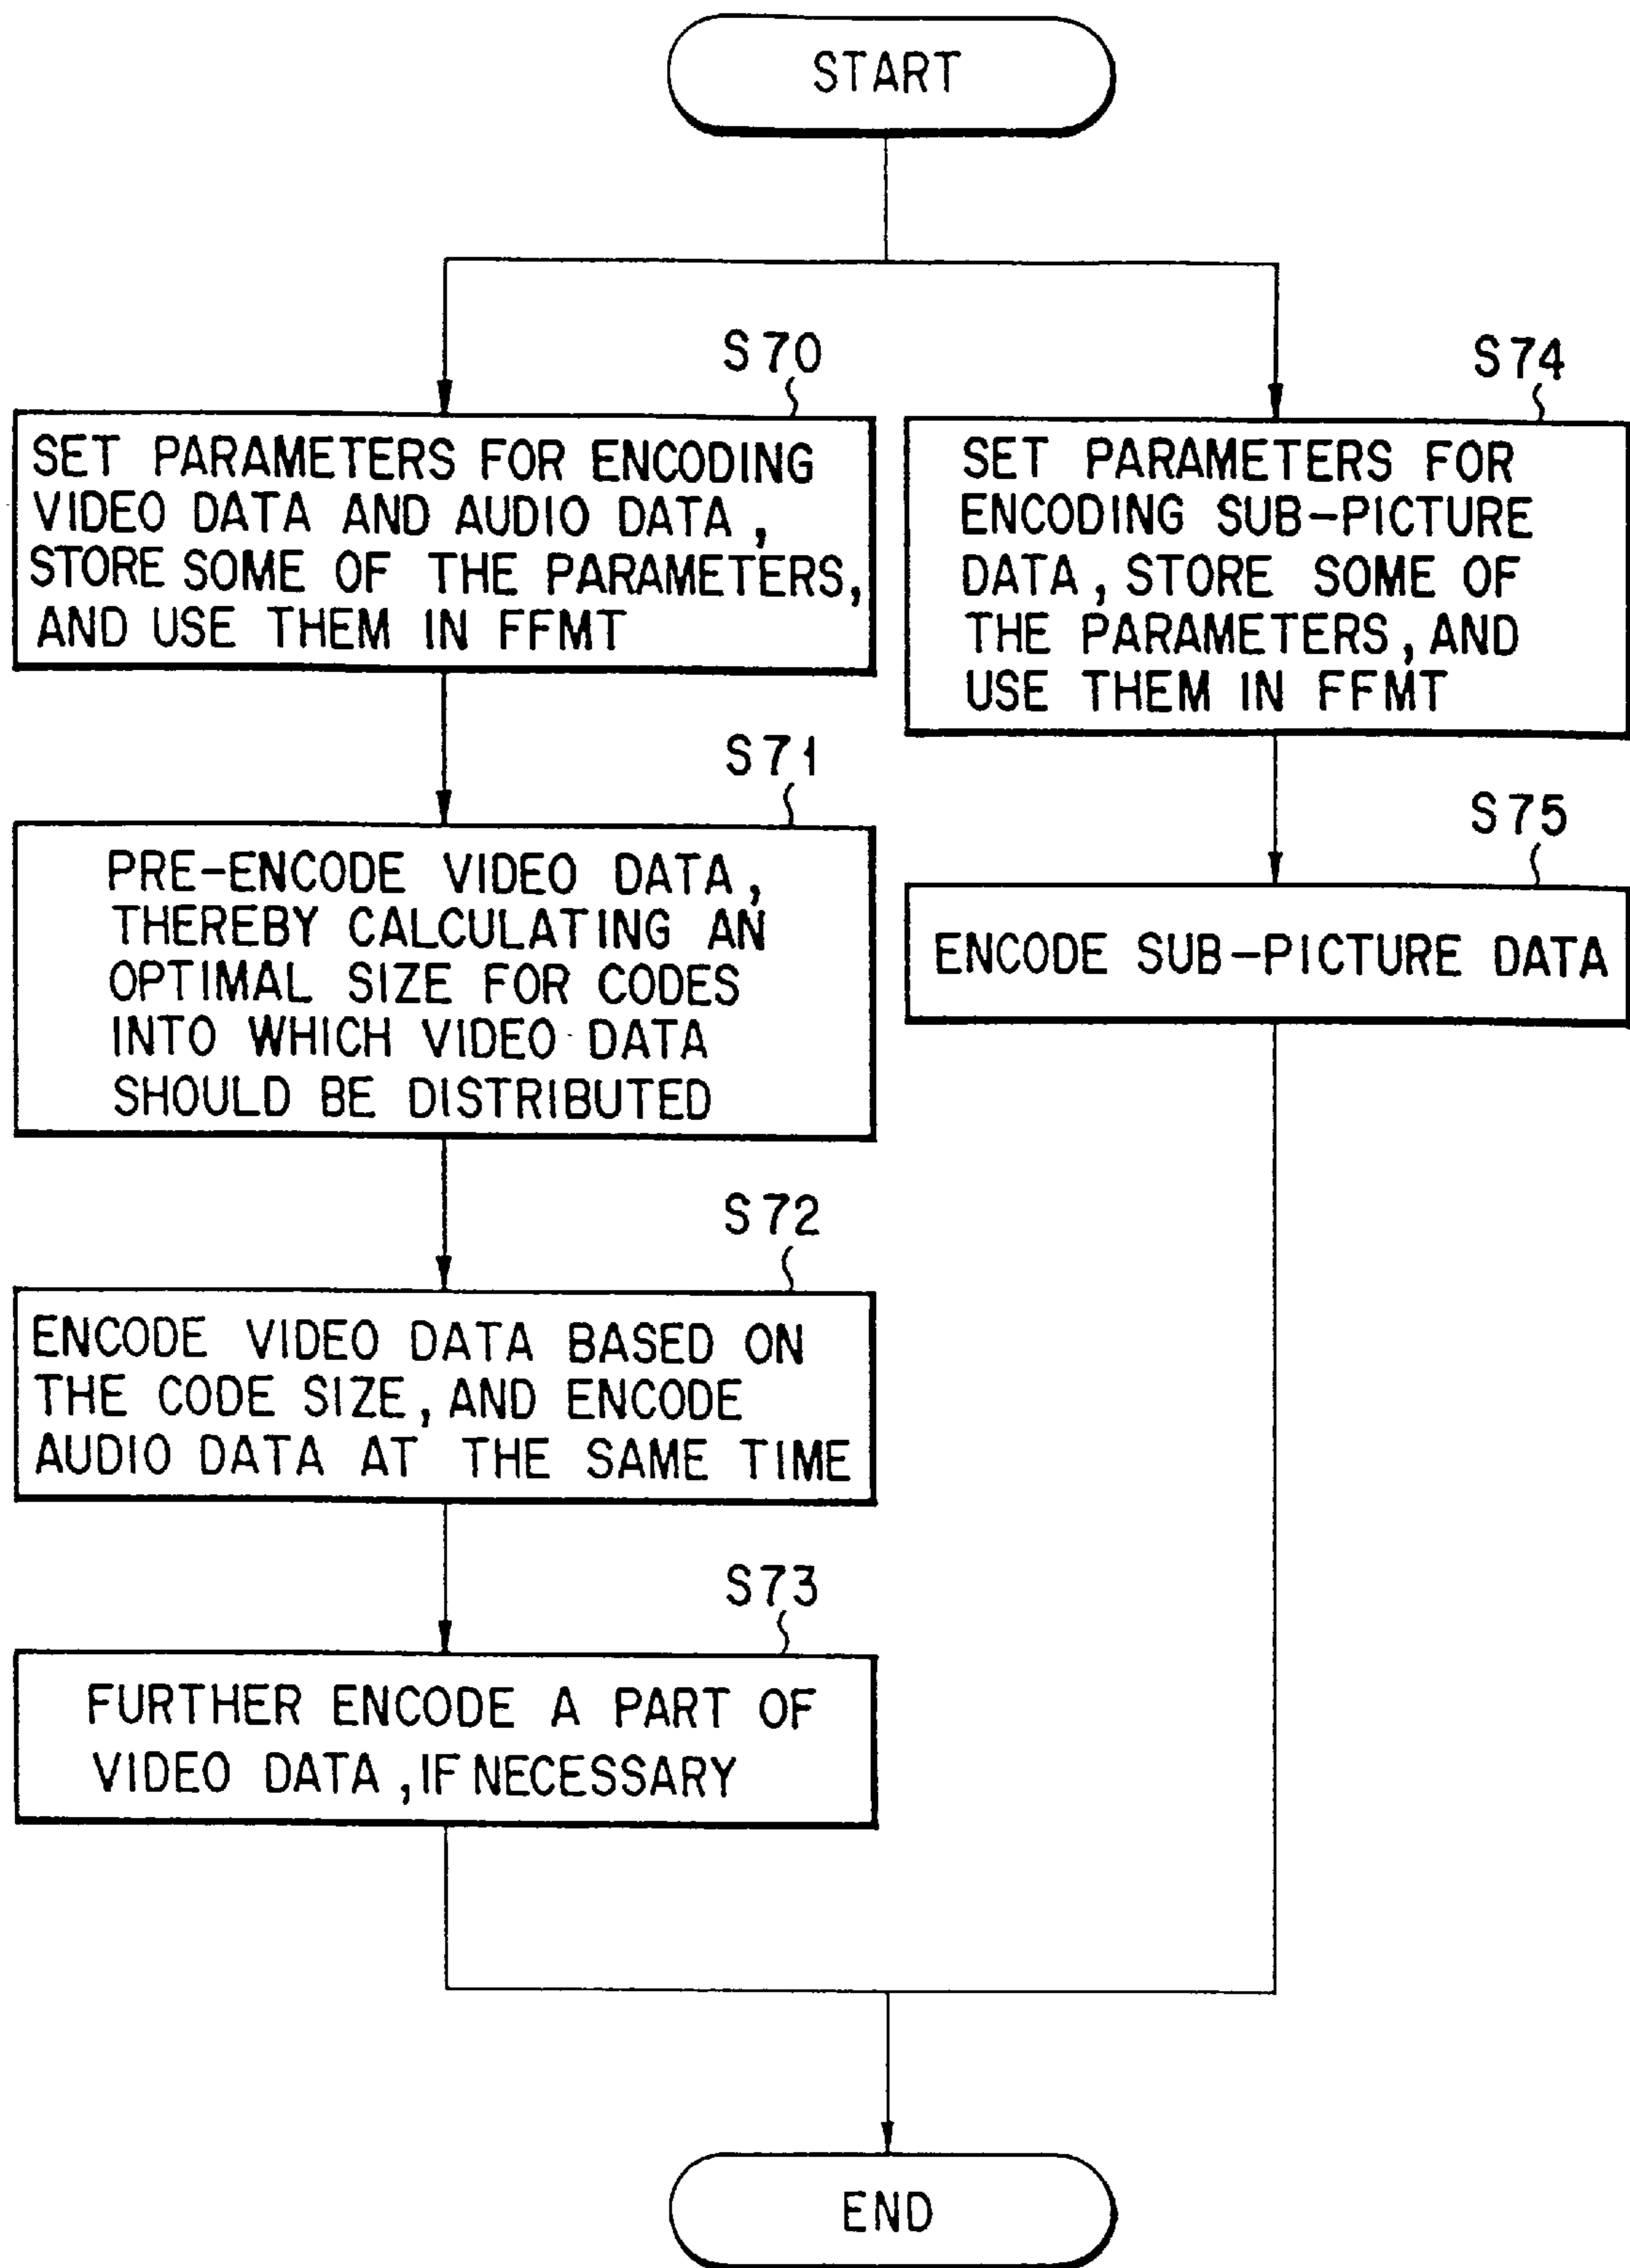 START
S70
SET PARAMETERS FOR ENCODING
VIDEO DATA AND AUDIO DATA,
STORE SOME OF THE PARAMETERS,
AND USE THEM IN FFMT
S71
PRE-ENCODE VIDEO DATA,
THEREBY CALCULATING AN
OPTIMAL SIZE FOR CODES
INTO WHICH VIDEO DATA
SHOULD BE DISTRIBUTED
S72
ENCODE VIDEO DATA BASED ON
THE CODE SIZE, AND ENCODE
AUDIO DATA AT THE SAME TIME
S73
FURTHER ENCODE A PART OF
VIDEO DATA, IF NECESSARY
S74
SET PARAMETERS FOR
ENCODING SUB-PICTURE
DATA, STORE SOME OF
THE PARAMETERS, AND
USE THEM IN FFMT
S75
ENCODE SUB-PICTURE DATA
END